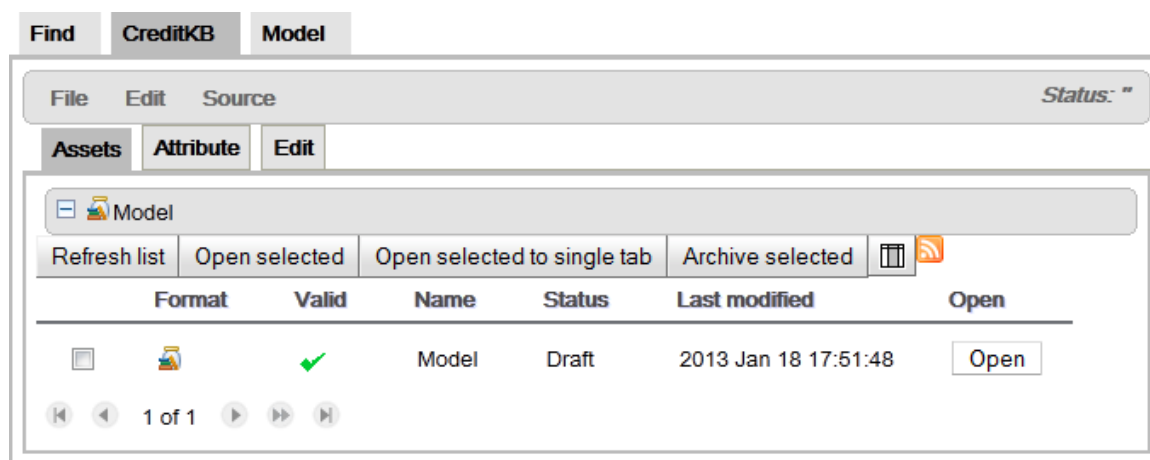 Find CreditKB Model
File Edit Source Status: "
Assets Attribute Edit
Model
Refresh list Open selected Open selected to single tab Archive selected
Format Valid Name Status Last modified Open
Model Draft 2013 Jan 18 17:51:48 Open
1 of 1